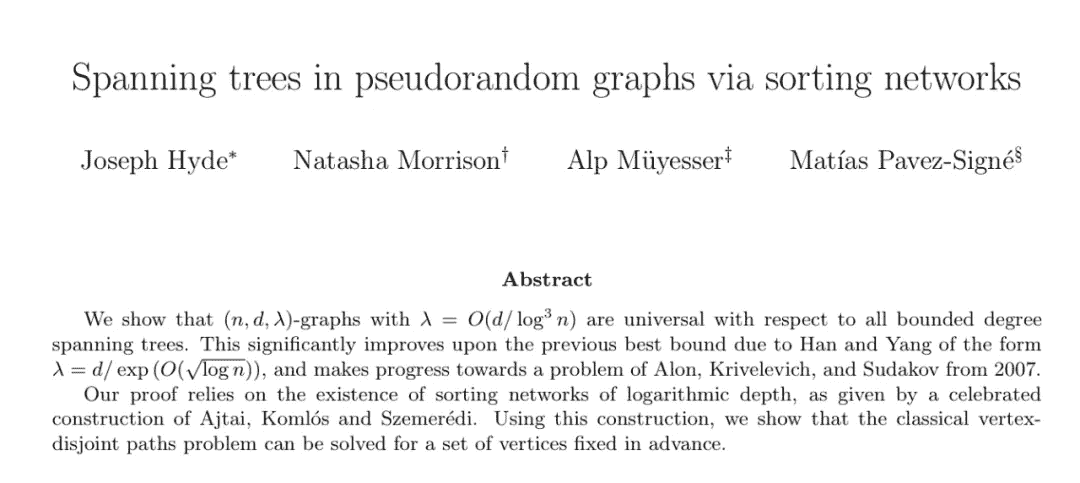 Spanning trees in pseudorandom graphs via sorting networks
Joseph Hyde* Natasha Morrison† Alp Müyesser‡ Matías Pavez-Signé§
Abstract
We show that (n, d, λ)-graphs with λ = O(d/ log³ n) are universal with respect to all bounded degree
spanning trees. This significantly improves upon the previous best bound due to Han and Yang of the form
λ = d/ exp (O(√log n)), and makes progress towards a problem of Alon, Krivelevich, and Sudakov from 2007.
Our proof relies on the existence of sorting networks of logarithmic depth, as given by a celebrated
construction of Ajtai, Komlós and Szemerédi. Using this construction, we show that the classical vertex-
disjoint paths problem can be solved for a set of vertices fixed in advance.